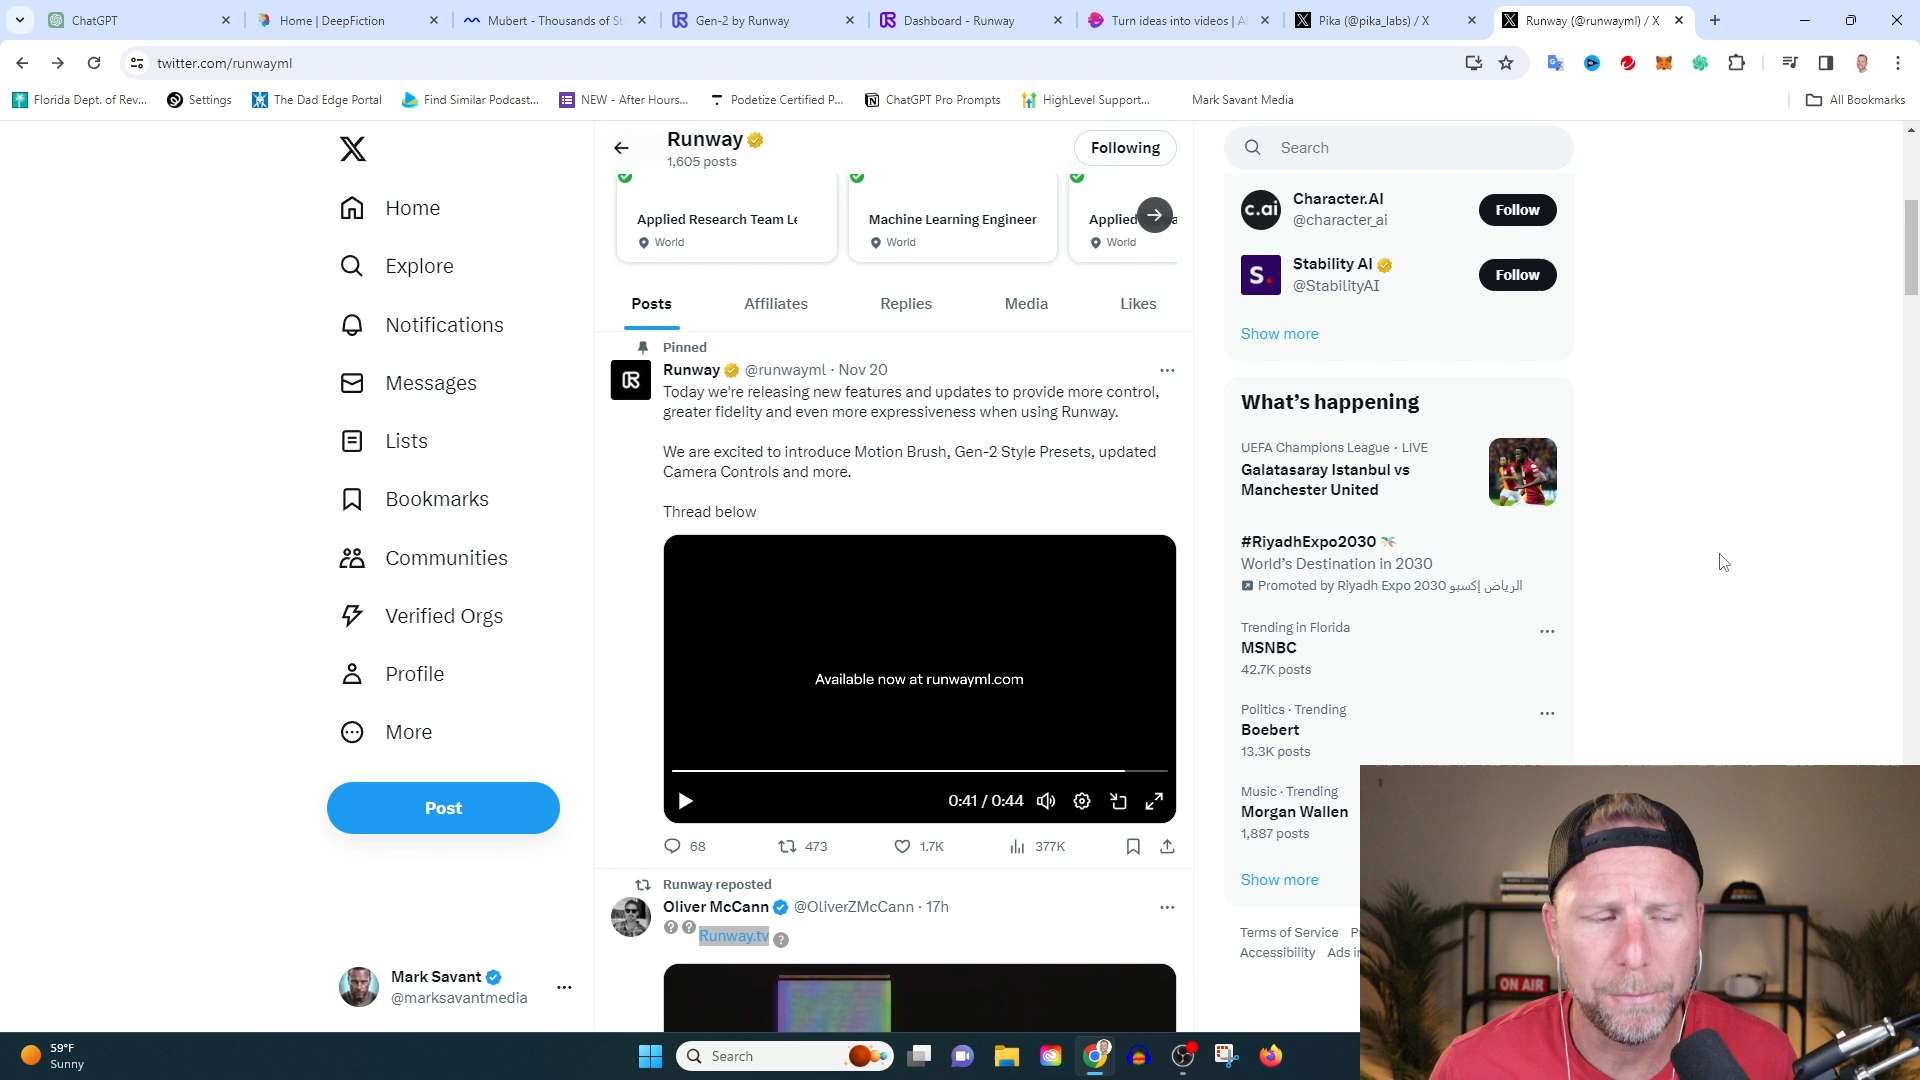 ChatGPT
Home | DeepFiction
Mubert - Thousands of St
Gen-2 by Runway
Dashboard - Runway
Turn ideas into videos | AI
Pika (@pika_labs) / X
Runway (@runwayml) / X
twitter.com/runwayml
Florida Dept. of Rev...
Settings
The Dad Edge Portal
Find Similar Podcast...
NEW - After Hours...
Podetize Certified P...
ChatGPT Pro Prompts
HighLevel Support...
Mark Savant Media
All Bookmarks
Home
Explore
Notifications
Messages
Lists
Bookmarks
Communities
Verified Orgs
Profile
More
Post
Mark Savant
@marksavantmedia
Runway
1,605 posts
Following
Applied Research Team Le
World
Machine Learning Engineer
World
Applied
World
Posts
Affiliates
Replies
Media
Likes
Pinned
Runway @runwayml · Nov 20
Today we're releasing new features and updates to provide more control,
greater fidelity and even more expressiveness when using Runway.
We are excited to introduce Motion Brush, Gen-2 Style Presets, updated
Camera Controls and more.
Thread below
Available now at runwayml.com
0:41 / 0:44
68
473
1.7K
377K
Runway reposted
Oliver McCann @OliverZMcCann · 17h
Runway.tv
Search
c.ai
Character.AI
@character_ai
Follow
S.
Stability AI
@StabilityAI
Follow
Show more
What's happening
UEFA Champions League · LIVE
Galatasaray Istanbul vs
Manchester United
#RiyadhExpo2030
World's Destination in 2030
Promoted by Riyadh Expo 2030 الرياض إكسبو
Trending in Florida
MSNBC
42.7K posts
Politics · Trending
Boebert
13.3K posts
Music · Trending
Morgan Wallen
1,887 posts
Show more
Terms of Service
Accessibility Ads in
ON AIR
59°F
Sunny
Search